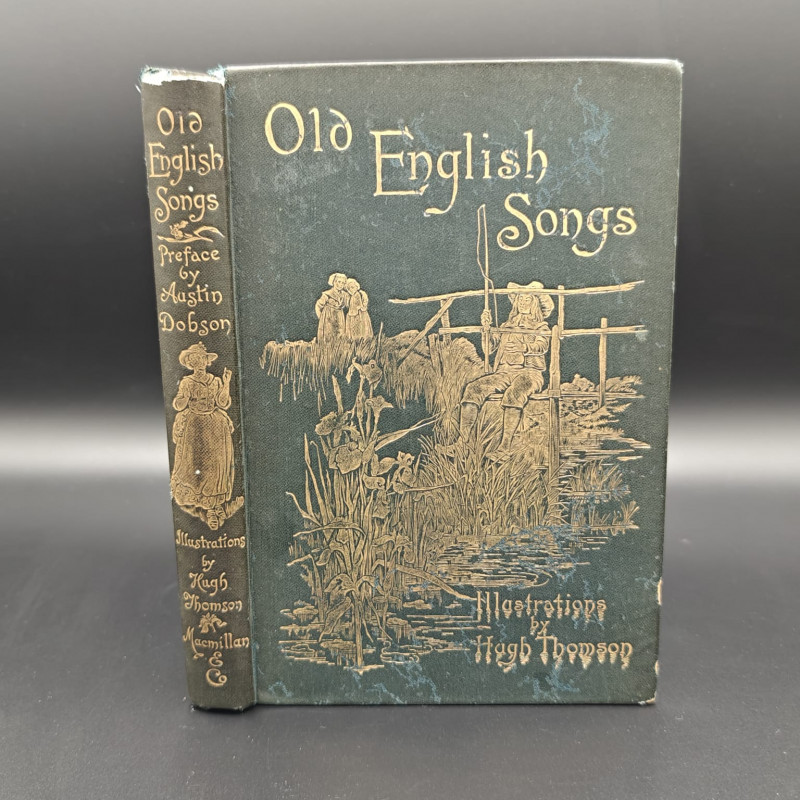 Old
English
Songs
Preface
by
Austin
Dobson
Illustrations
by
Hugh
Thomson
Macmillan
& Co
Old
English
Songs
Illustrations
by
Hugh Thomson